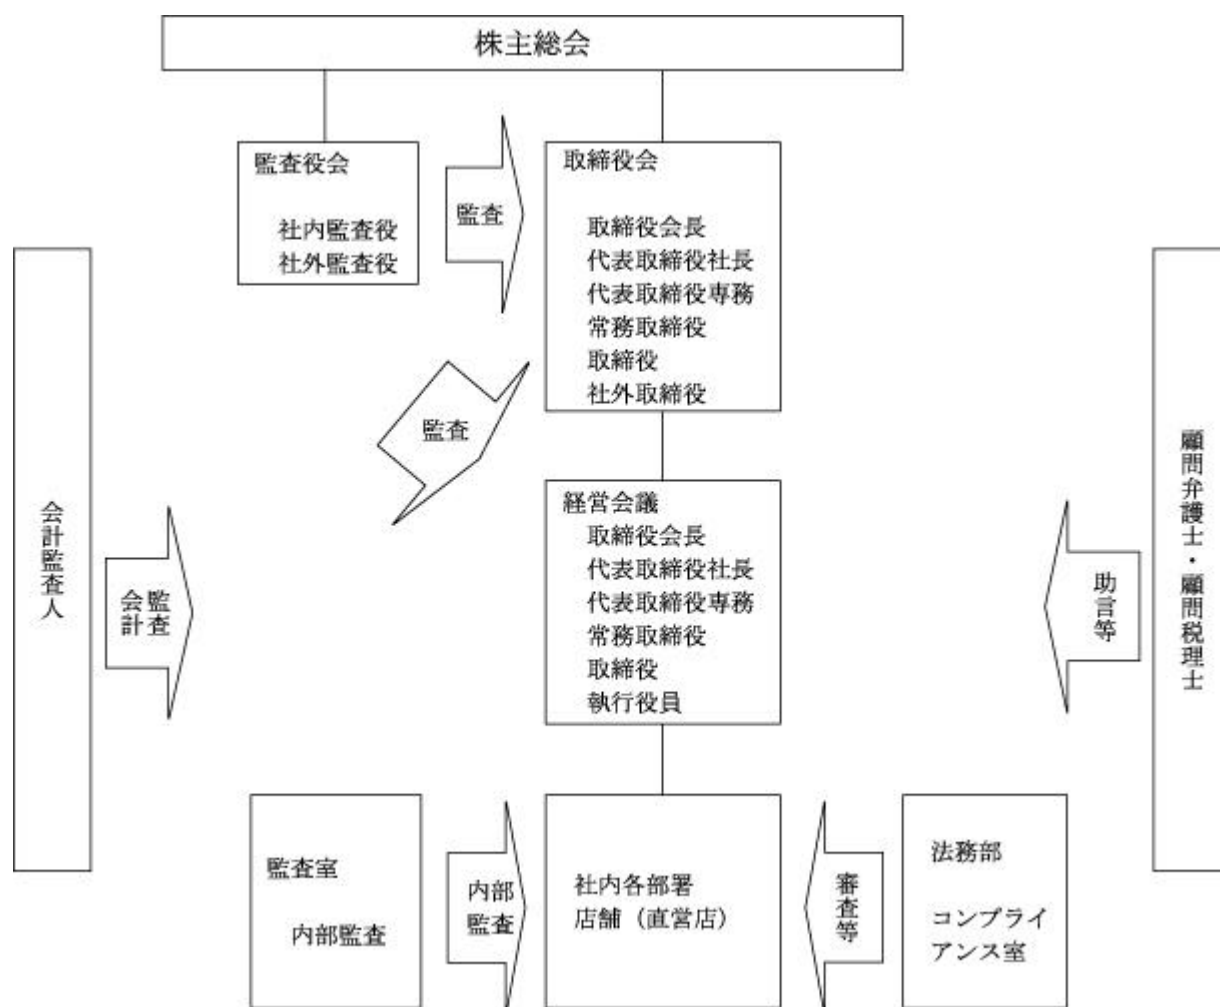 株主総会
監査役会
社内監査役
社外監査役
監査
取締役会
取締役会長
代表取締役社長
代表取締役専務
常務取締役
取締役
社外取締役
監査
経営会議
取締役会長
代表取締役社長
代表取締役専務
常務取締役
取締役
執行役員
会計監査人
会計
監査
助言等
顧問弁護士・顧問税理士
監査室
内部監査
内部
監査
社内各部署
店舗（直営店）
審査等
法務部
コンプライ
アンス室